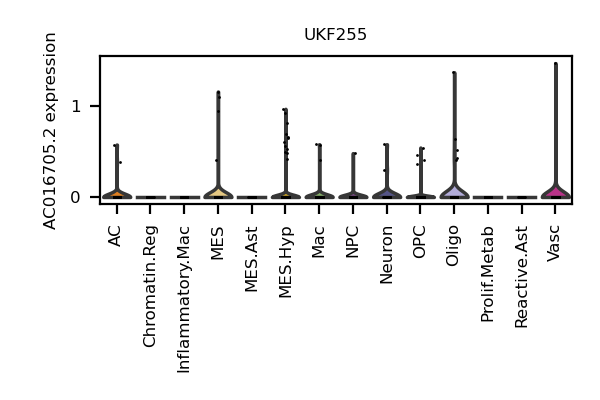 UKF255
AC016705.2 expression
1
0
AC
Chromatin.Reg
Inflammatory.Mac
MES
MES.Ast
MES.Hyp
Mac
NPC
Neuron
OPC
Oligo
Prolif.Metab
Reactive.Ast
Vasc